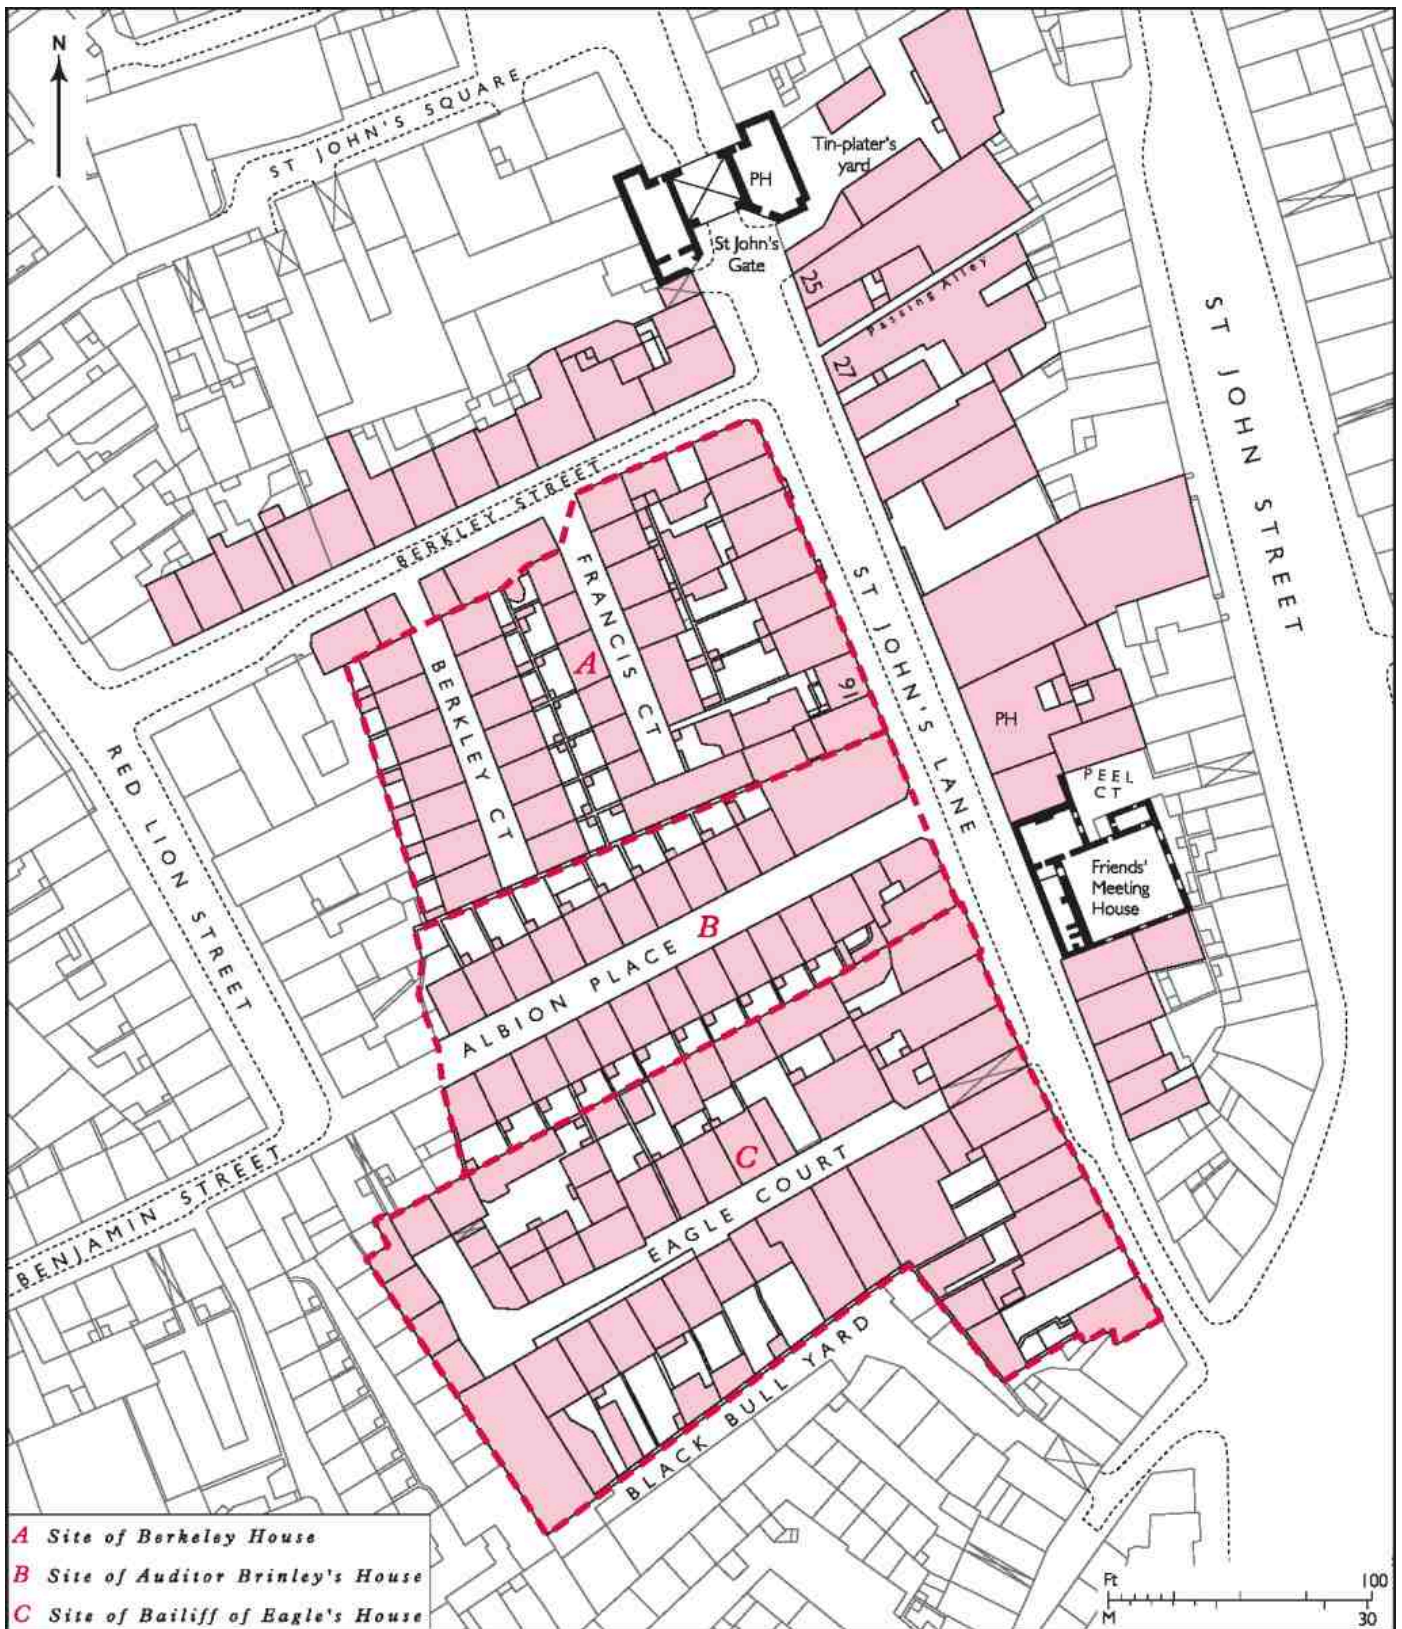 N
ST JOHN'S SQUARE
PH
Tin-plater's
yard
St John's
Gate
25
Passing Alley
27
ST JOHN STREET
BERKLEY STREET
FRANCIS CT
ST JOHN'S LANE
A
BERKLEY CT
91
PH
RED LION STREET
PEEL
CT
Friends'
Meeting
House
B
ALBION PLACE
C
EAGLE COURT
BENJAMIN STREET
BLACK BULL YARD
A Site of Berkeley House
B Site of Auditor Brinley's House
C Site of Bailiff of Eagle's House
Ft 100
M 30